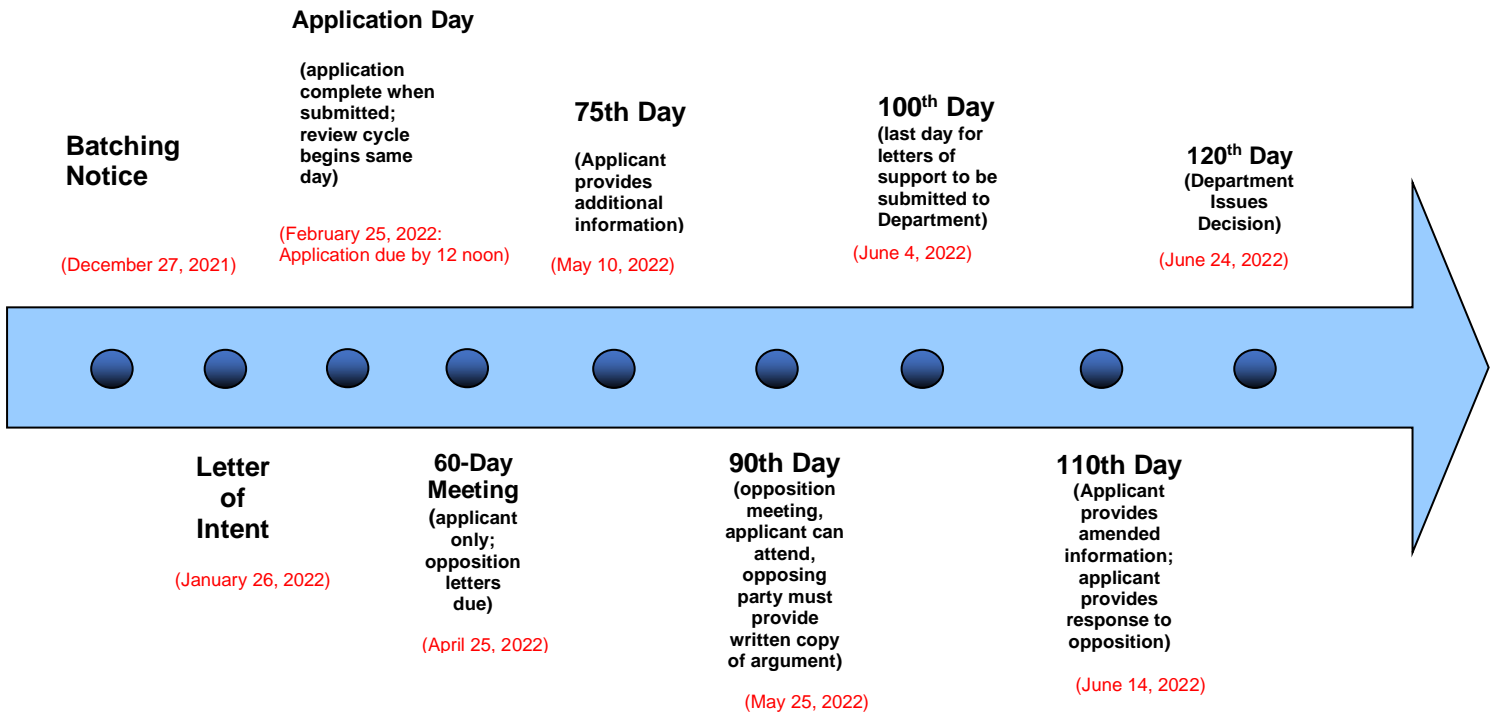 Batching
Notice
(December 27, 2021)
Letter
of
Intent
(January 26, 2022)
Application Day
(application
complete when
submitted;
review cycle
begins same
day)
(February 25, 2022:
Application due by 12 noon)
60-Day
Meeting
(applicant
only;
opposition
letters
due)
(April 25, 2022)
75th Day
(Applicant
provides
additional
information)
(May 10, 2022)
90th Day
(opposition
meeting,
applicant can
attend,
opposing
party must
provide
written copy
of argument)
(May 25, 2022)
100th Day
(last day for
letters of
support to be
submitted to
Department)
(June 4, 2022)
110th Day
(Applicant
provides
amended
information;
applicant
provides
response to
opposition)
(June 14, 2022)
120th Day
(Department
Issues
Decision)
(June 24, 2022)